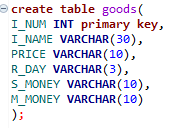 create table goods(
I_NUM INT primary key,
I_NAME VARCHAR(30),
PRICE VARCHAR(10),
R_DAY VARCHAR(3),
S_MONEY VARCHAR(10),
M_MONEY VARCHAR(10)
);